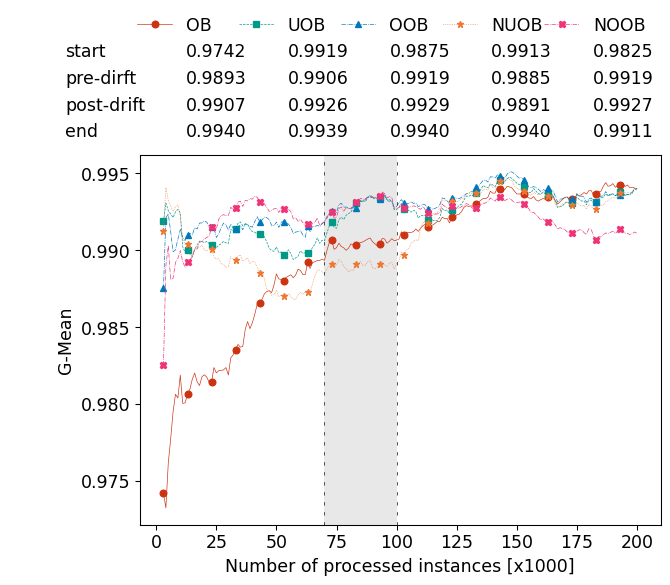 OB UOB OOB NUOB NOOB
start 0.9742 0.9919 0.9875 0.9913 0.9825
pre-dirft 0.9893 0.9906 0.9919 0.9885 0.9919
post-drift 0.9907 0.9926 0.9929 0.9891 0.9927
end 0.9940 0.9939 0.9940 0.9940 0.9911
0.995
0.990
0.985
0.980
0.975
G-Mean
0 25 50 75 100 125 150 175 200
Number of processed instances [x1000]